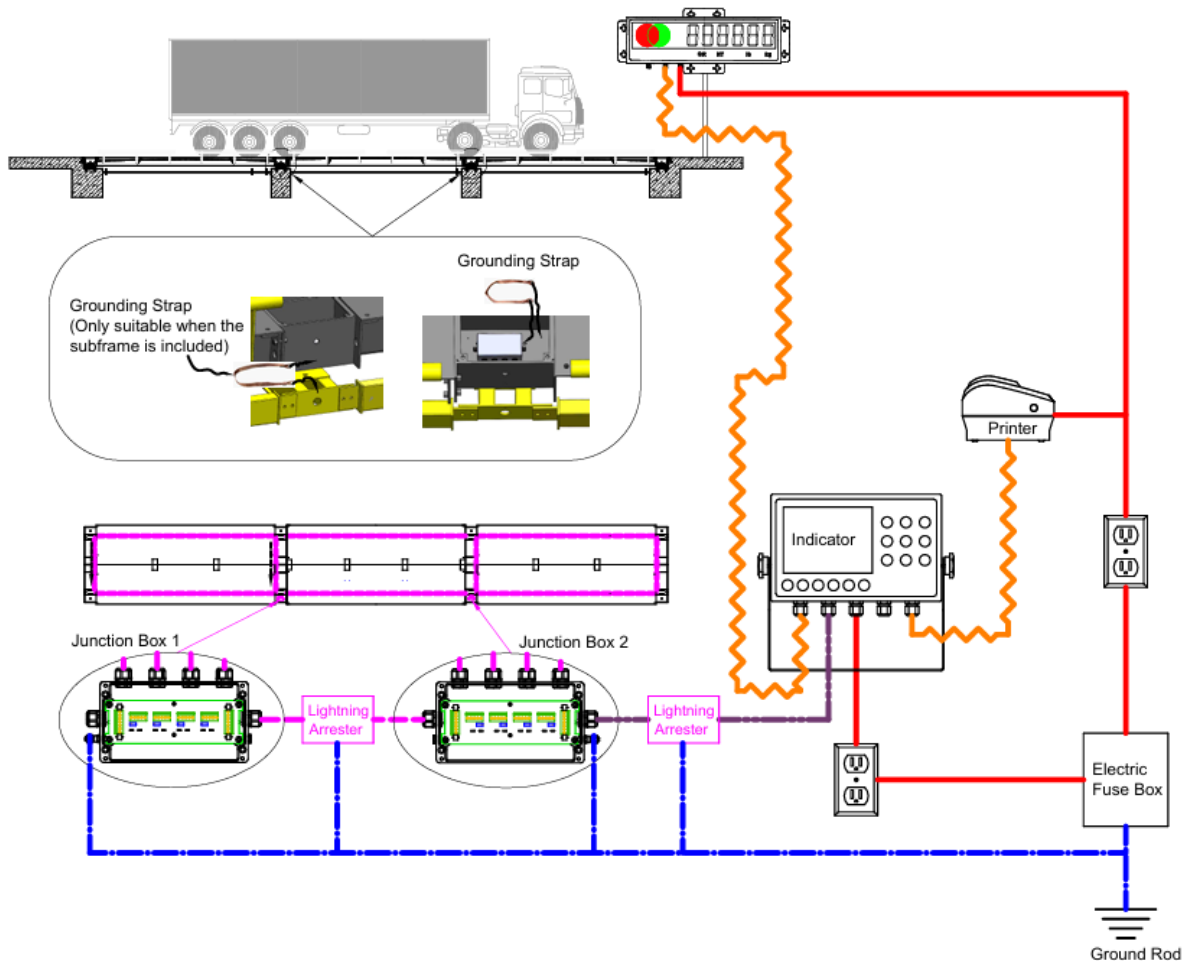 Grounding Strap
Grounding Strap
(Only suitable when the
subframe is included)
Printer
Indicator
Junction Box 1
Junction Box 2
Lightning
Arrester
Lightning
Arrester
Electric
Fuse Box
Ground Rod